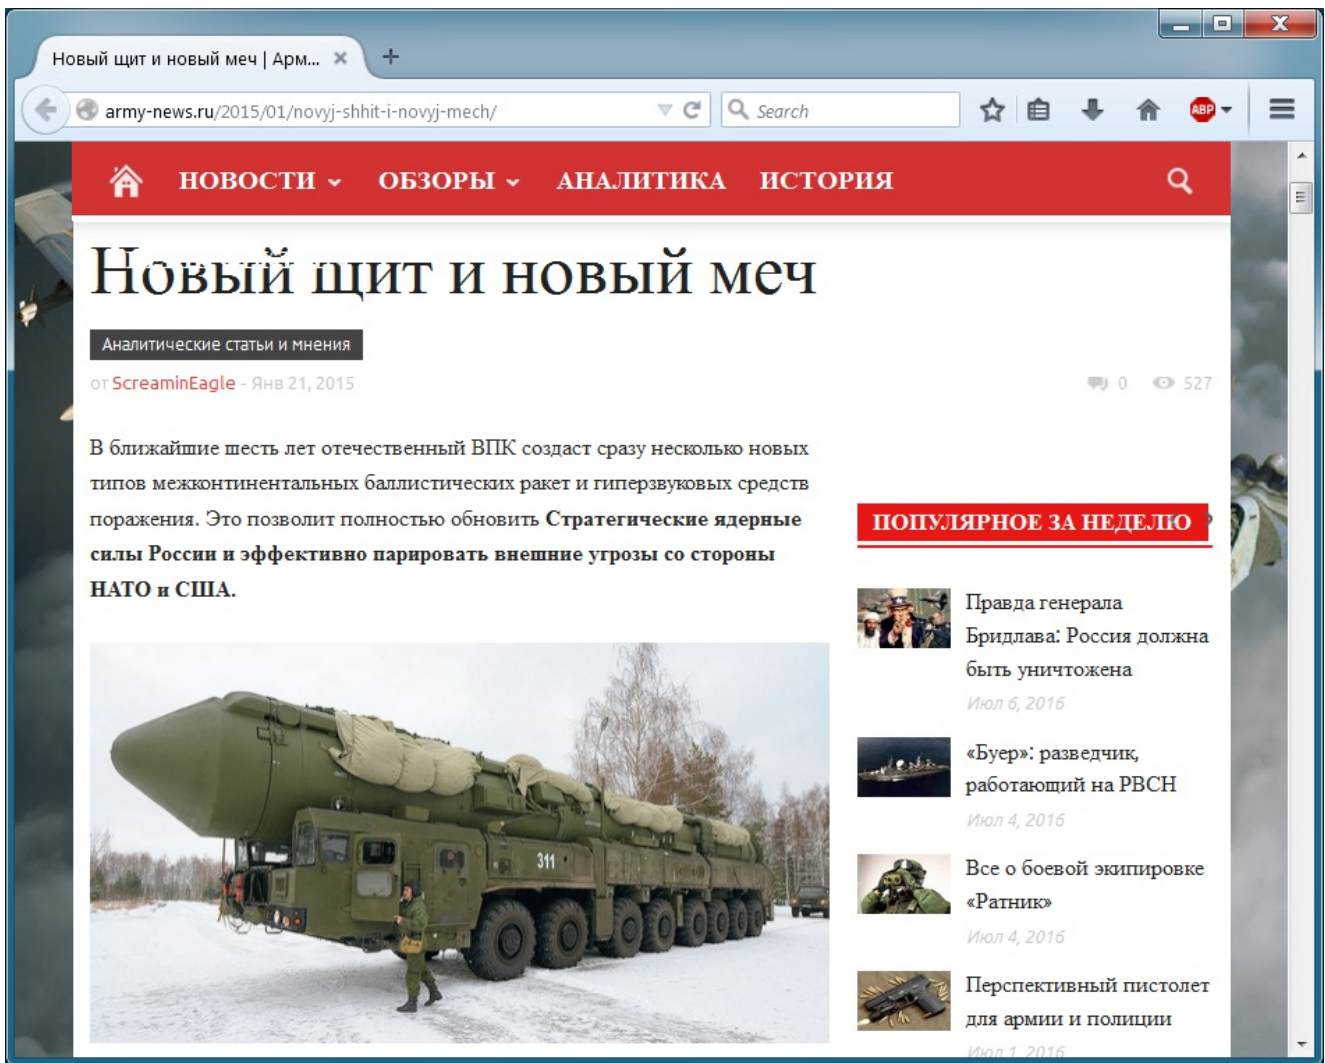 Новый щит и новый меч | Арм...
army-news.ru/2015/01/novyj-shhit-i-novyj-mech/
Search
ABP
НОВОСТИ ОБЗОРЫ АНАЛИТИКА ИСТОРИЯ
Новый щит и новый меч
Аналитические статьи и мнения
от ScreaminEagle - Янв 21, 2015
0 527
В ближайшие шесть лет отечественный ВПК создаст сразу несколько новых
типов межконтинентальных баллистических ракет и гиперзвуковых средств
поражения. Это позволит полностью обновить Стратегические ядерные
силы России и эффективно парировать внешние угрозы со стороны
НАТО и США.
311
ПОПУЛЯРНОЕ ЗА НЕДЕЛЮ
Правда генерала
Бридлава: Россия должна
быть уничтожена
Июл 6, 2016
«Буер»: разведчик,
работающий на РВСН
Июл 4, 2016
Все о боевой экипировке
«Ратник»
Июл 4, 2016
Перспективный пистолет
для армии и полиции
Июл 1, 2016